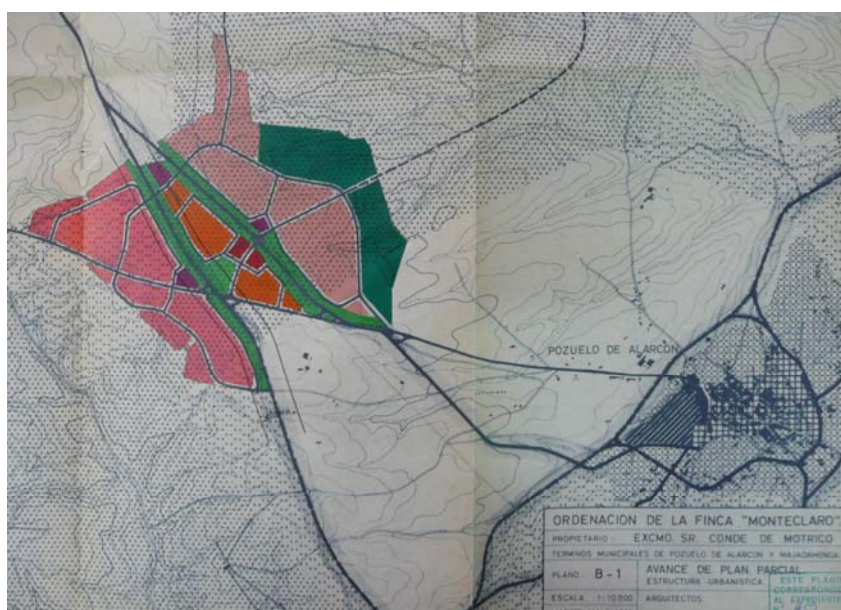 POZUELO DE ALARCON
ORDENACION DE LA FINCA "MONTECLARO"
PROPIETARIO EXCMO. SR. CONDE DE MOTRICO
TERMINOS MUNICIPALES DE POZUELO DE ALARCON Y MAJADAHONDA
PLANO B-1 AVANCE DE PLAN PARCIAL.
ESTRUCTURA URBANISTICA
ESCALA 1:10.000 ARQUITECTOS
ESTE PLANO
CORRESPONDE
AL EXPEDIENTE